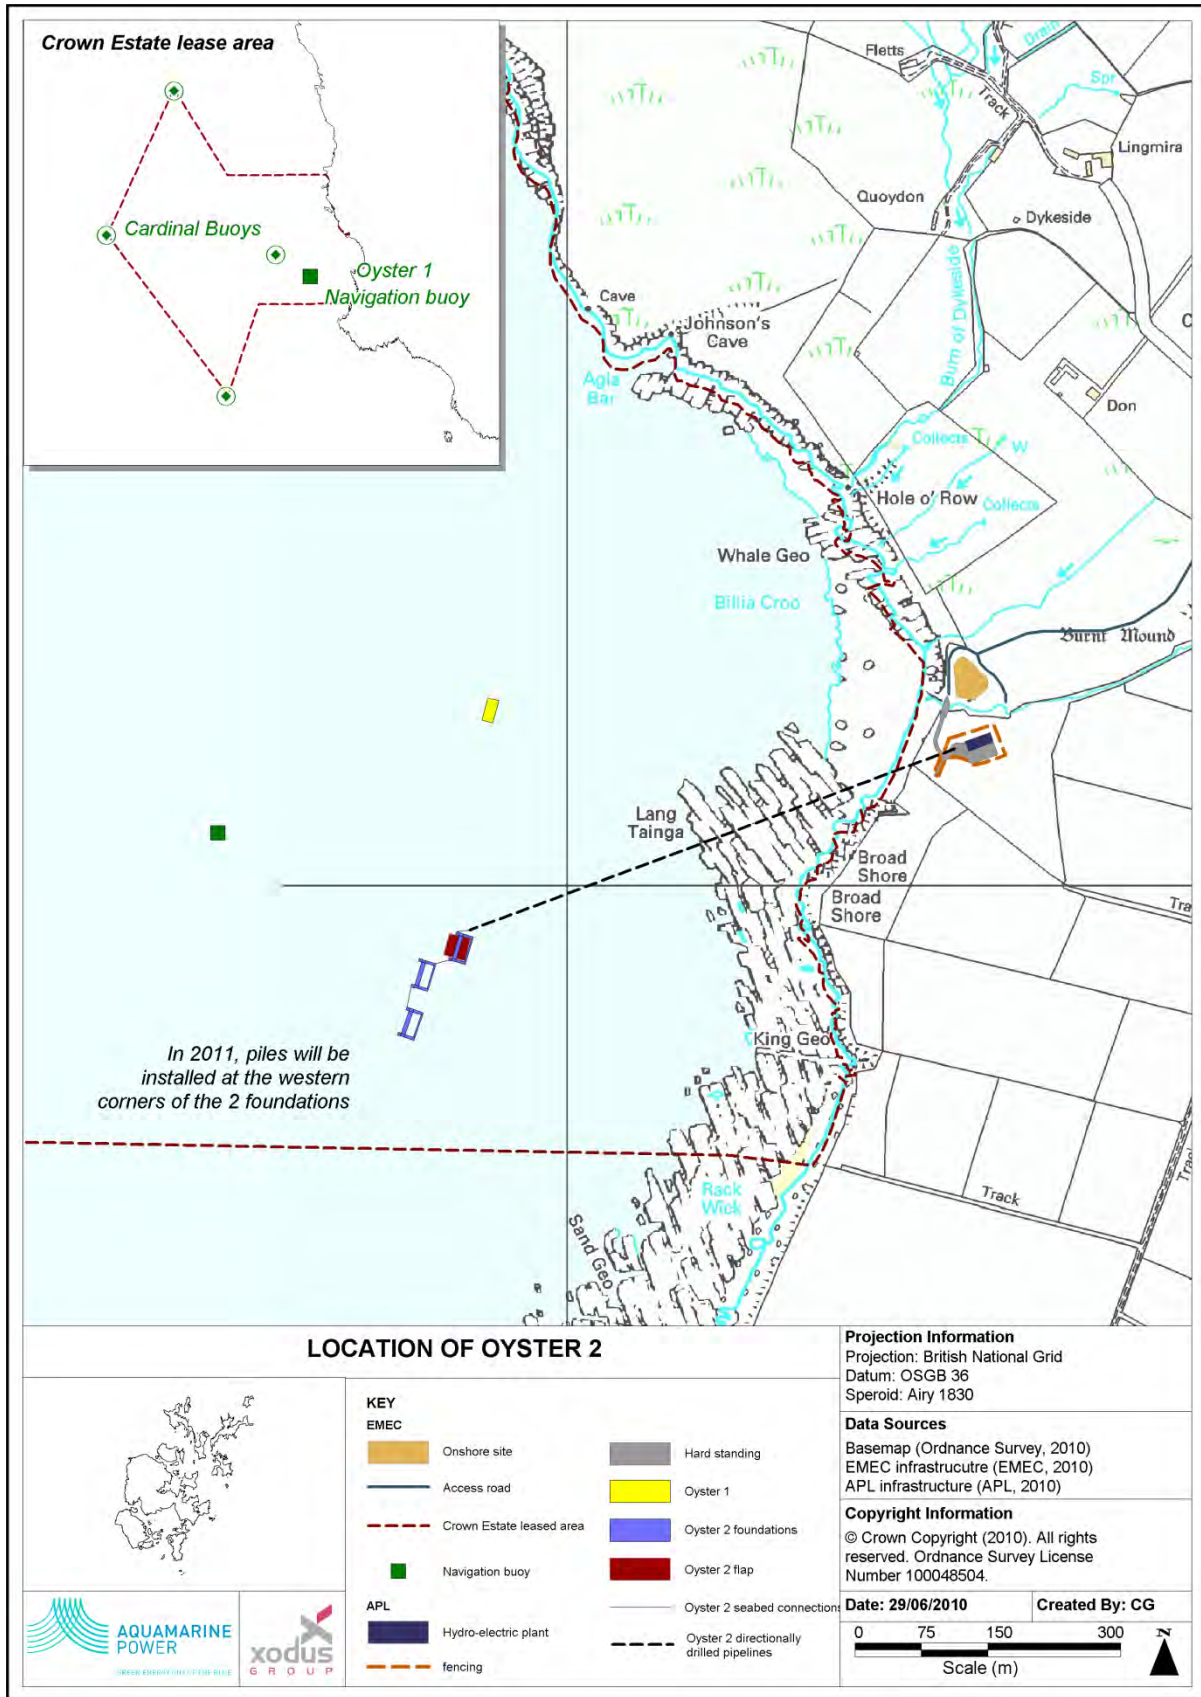 Crown Estate lease area
Cardinal Buoys
Oyster 1
Navigation buoy
Fletts
Drain
Track
Spr
Lingmira
Quoydon
Dykeside
Burn of Dykeside
Cave
Johnson's
Cave
Agla
Bar
Don
Collects
W
Hole o' Row
Collects
Whale Geo
Billia Croo
Burnt Mound
Lang
Tainga
Broad
Shore
Broad
Shore
Tra
King Geo
In 2011, piles will be
installed at the western
corners of the 2 foundations
Rack
Wick
Track
Track
Sand Geo
LOCATION OF OYSTER 2
KEY
EMEC
Onshore site
Access road
Crown Estate leased area
Navigation buoy
APL
Hydro-electric plant
fencing
Hard standing
Oyster 1
Oyster 2 foundations
Oyster 2 flap
Oyster 2 seabed connections
Oyster 2 directionally
drilled pipelines
AQUAMARINE
POWER
xodus
GROUP
Projection Information
Projection: British National Grid
Datum: OSGB 36
Speroid: Airy 1830
Data Sources
Basemap (Ordnance Survey, 2010)
EMEC infrastrucutre (EMEC, 2010)
APL infrastructure (APL, 2010)
Copyright Information
© Crown Copyright (2010). All rights
reserved. Ordnance Survey License
Number 100048504.
Date: 29/06/2010
Created By: CG
0 75 150 300
Scale (m)
N